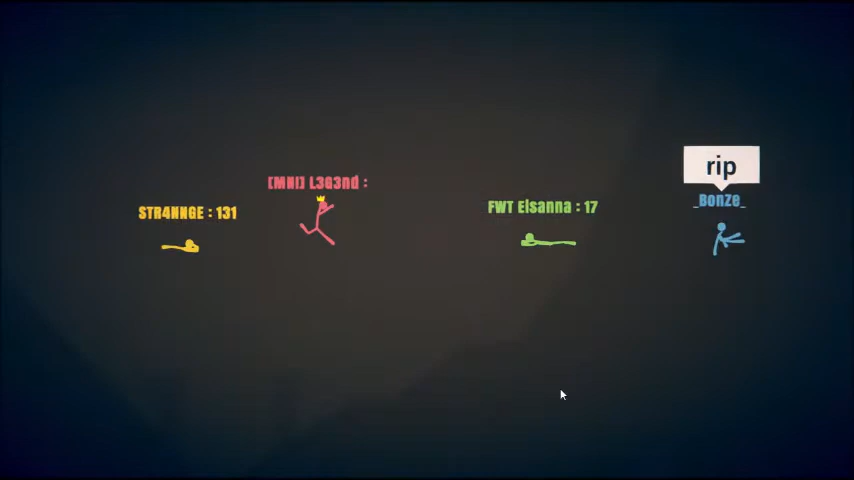 rip
[MNI] L3G3nd :
_BonZe_
FWT Elsanna : 17
STR4NNGE : 131